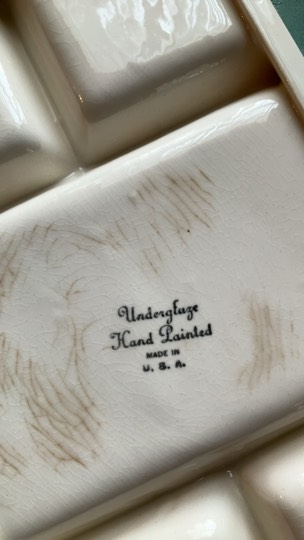 Underglaze
Hand Painted
MADE IN
U. S. A.